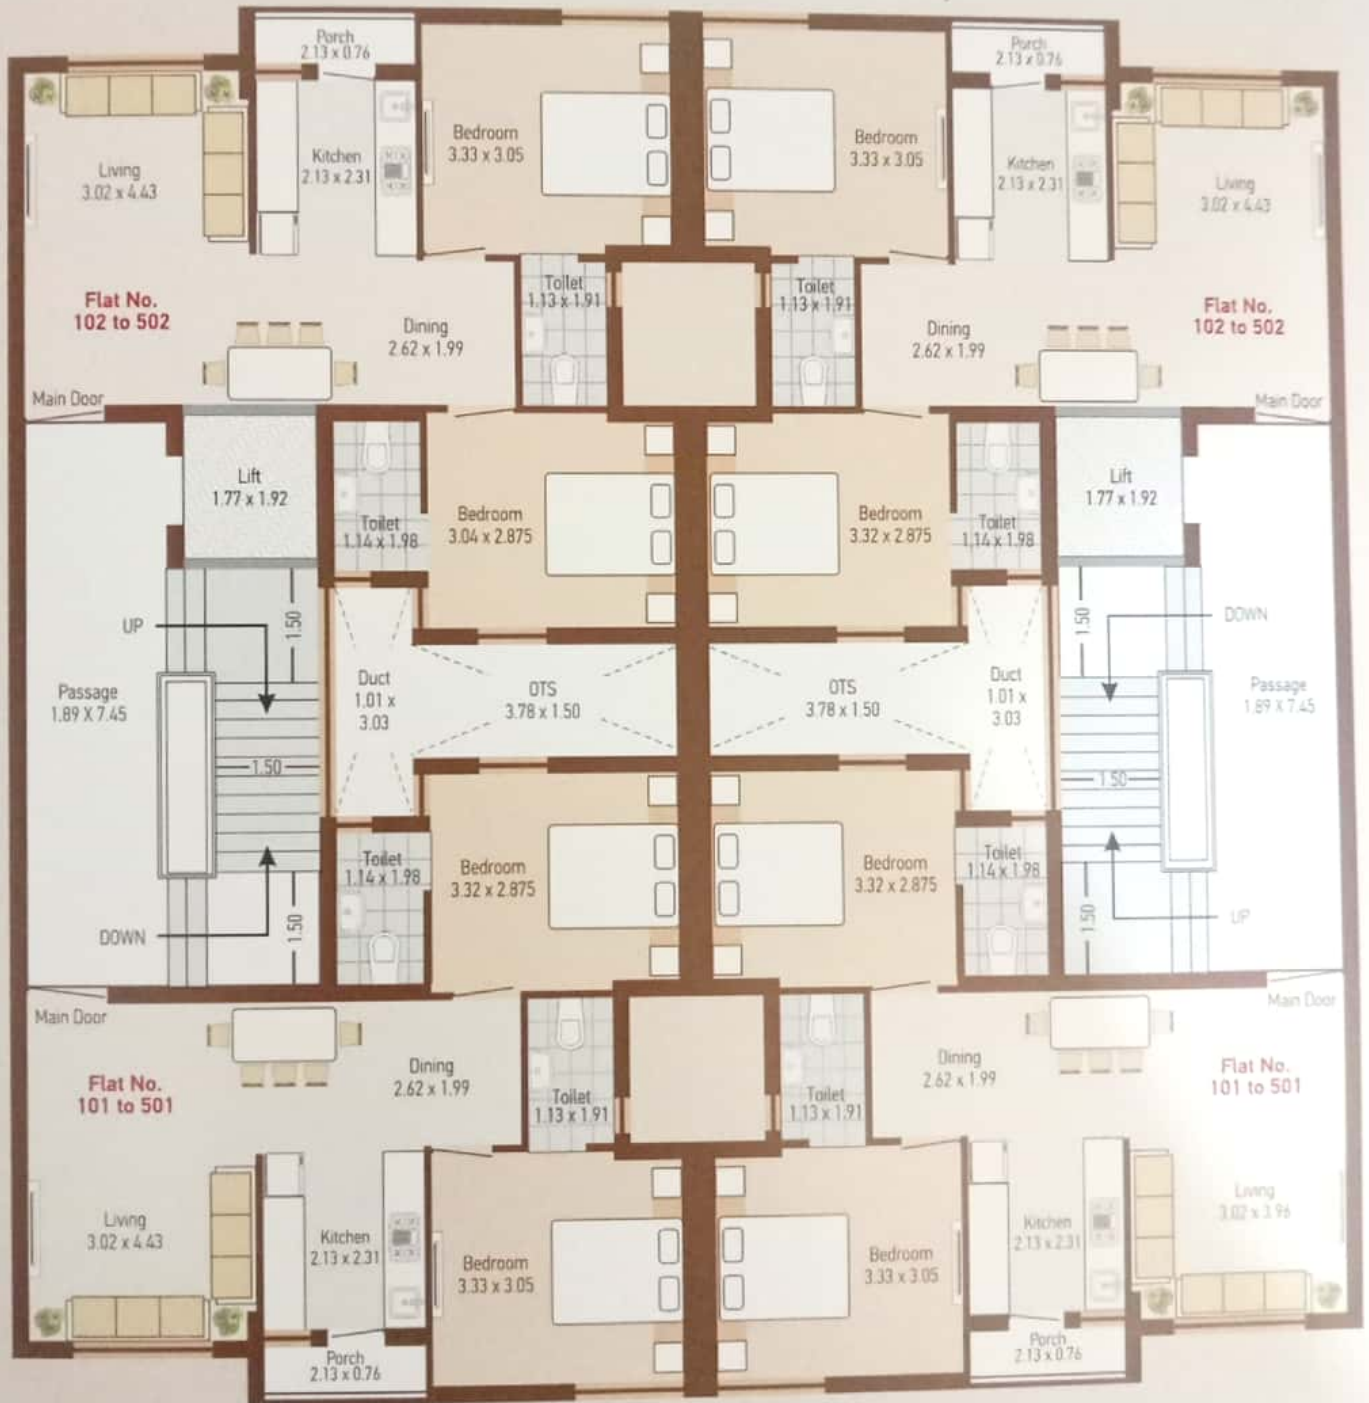 Porch
2.13 x 0.76
Porch
2.13 x 0.76
Bedroom
3.33 x 3.05
Bedroom
3.33 x 3.05
Living
3.02 x 4.43
Kitchen
2.13 x 2.31
Kitchen
2.13 x 2.31
Living
3.02 x 4.43
Toilet
1.13 x 1.91
Toilet
1.13 x 1.91
Flat No.
102 to 502
Dining
2.62 x 1.99
Dining
2.62 x 1.99
Flat No.
102 to 502
Main Door
Main Door
Lift
1.77 x 1.92
Toilet
1.14 x 1.98
Bedroom
3.04 x 2.875
Bedroom
3.32 x 2.875
Toilet
1.14 x 1.98
Lift
1.77 x 1.92
UP
1.50
1.50
DOWN
Passage
1.89 X 7.45
Duct
1.01 x
3.03
OTS
3.78 x 1.50
OTS
3.78 x 1.50
Duct
1.01 x
3.03
Passage
1.89 X 7.45
1.50
1.50
Toilet
1.14 x 1.98
Bedroom
3.32 x 2.875
Bedroom
3.32 x 2.875
Toilet
1.14 x 1.98
DOWN
1.50
1.50
UP
Main Door
Main Door
Flat No.
101 to 501
Dining
2.62 x 1.99
Toilet
1.13 x 1.91
Toilet
1.13 x 1.91
Dining
2.62 x 1.99
Flat No.
101 to 501
Living
3.02 x 4.43
Kitchen
2.13 x 2.31
Bedroom
3.33 x 3.05
Bedroom
3.33 x 3.05
Kitchen
2.13 x 2.31
Living
3.02 x 3.96
Porch
2.13 x 0.76
Porch
2.13 x 0.76